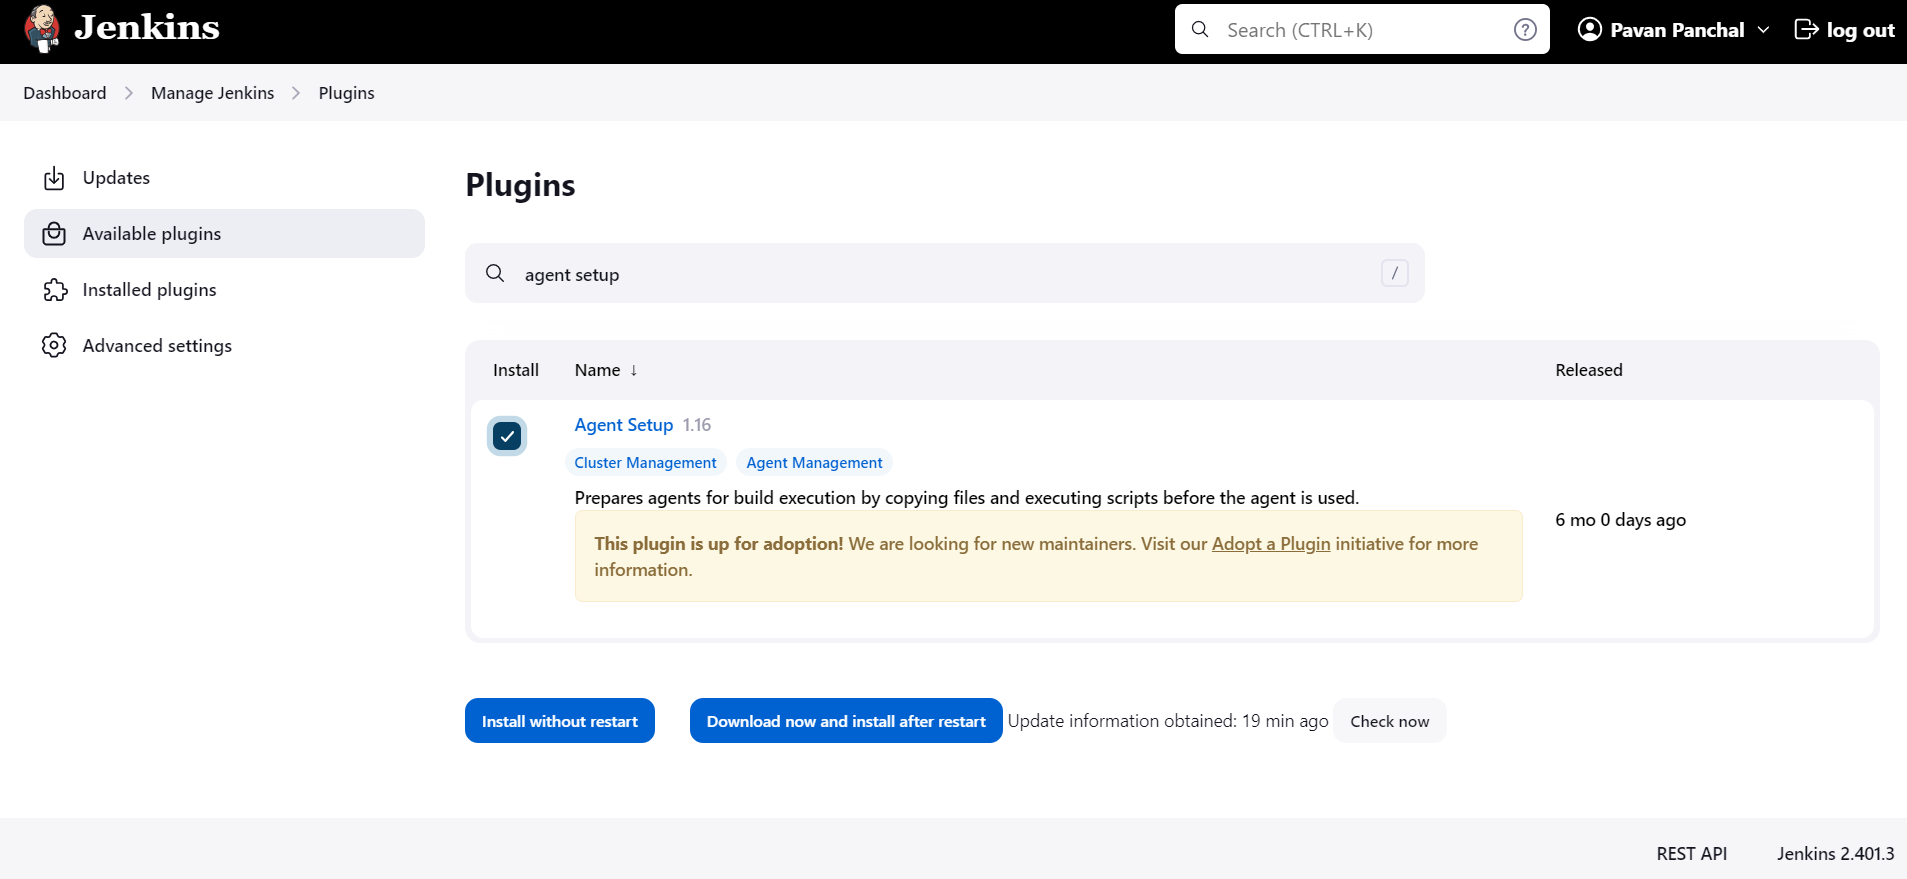 Jenkins
Search (CTRL+K)
?
Pavan Panchal
log out
Dashboard
Manage Jenkins
Plugins
Updates
Available plugins
Installed plugins
Advanced settings
Plugins
agent setup
/
Install Name ↓ Released
Agent Setup 1.16
Cluster Management Agent Management
Prepares agents for build execution by copying files and executing scripts before the agent is used.
This plugin is up for adoption! We are looking for new maintainers. Visit our Adopt a Plugin initiative for more
information.
6 mo 0 days ago
Install without restart
Download now and install after restart
Update information obtained: 19 min ago
Check now
REST API
Jenkins 2.401.3